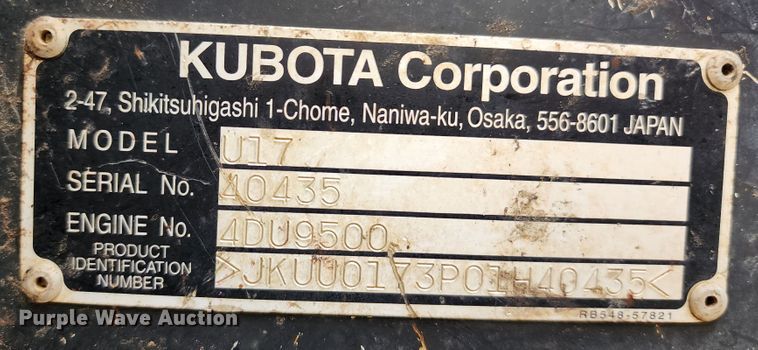 KUBOTA Corporation
2-47, Shikitsuhigashi 1-Chome, Naniwa-ku, Osaka, 556-8601 JAPAN
MODEL U17
SERIAL No. 40435
ENGINE No. 4DU9500
PRODUCT
IDENTIFICATION
NUMBER >JKUU0173P01H40435<
RB548-57821
Purple Wave Auction